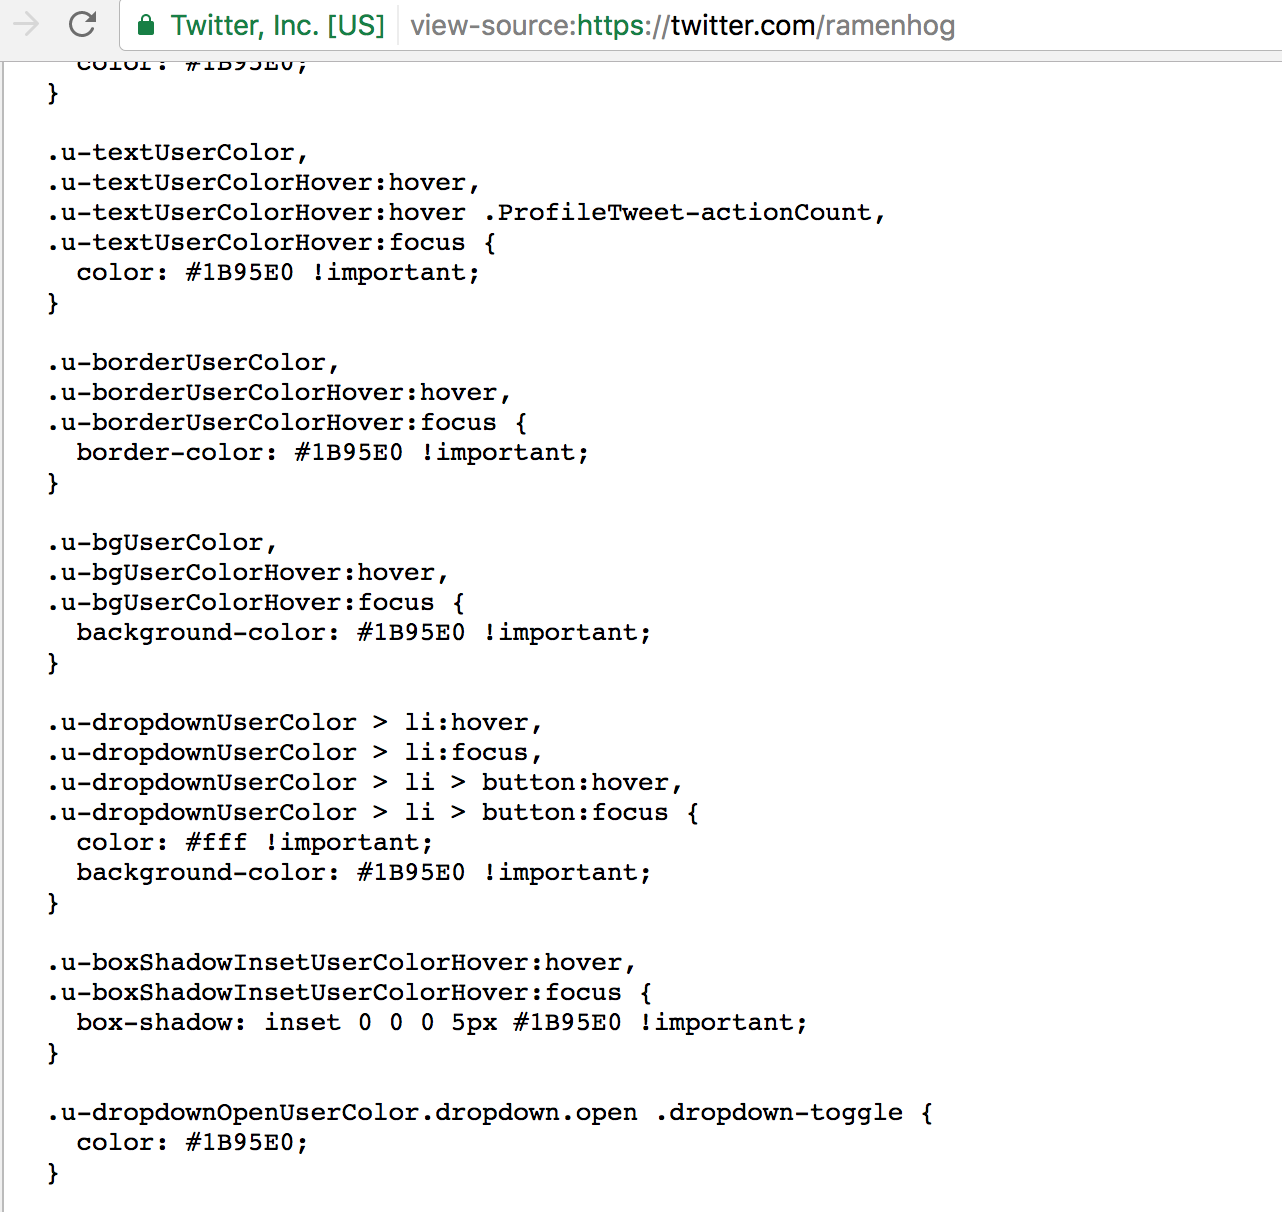 Twitter, Inc. [US] view-source:https://twitter.com/ramenhog
color: #1B95E0;
}
.u-textUserColor,
.u-textUserColorHover:hover,
.u-textUserColorHover:hover .ProfileTweet-actionCount,
.u-textUserColorHover:focus {
color: #1B95E0 !important;
}
.u-borderUserColor,
.u-borderUserColorHover:hover,
.u-borderUserColorHover:focus {
border-color: #1B95E0 !important;
}
.u-bgUserColor,
.u-bgUserColorHover:hover,
.u-bgUserColorHover:focus {
background-color: #1B95E0 !important;
}
.u-dropdownUserColor > li:hover,
.u-dropdownUserColor > li:focus,
.u-dropdownUserColor > li > button:hover,
.u-dropdownUserColor > li > button:focus {
color: #fff !important;
background-color: #1B95E0 !important;
}
.u-boxShadowInsetUserColorHover:hover,
.u-boxShadowInsetUserColorHover:focus {
box-shadow: inset 0 0 0 5px #1B95E0 !important;
}
.u-dropdownOpenUserColor.dropdown.open .dropdown-toggle {
color: #1B95E0;
}